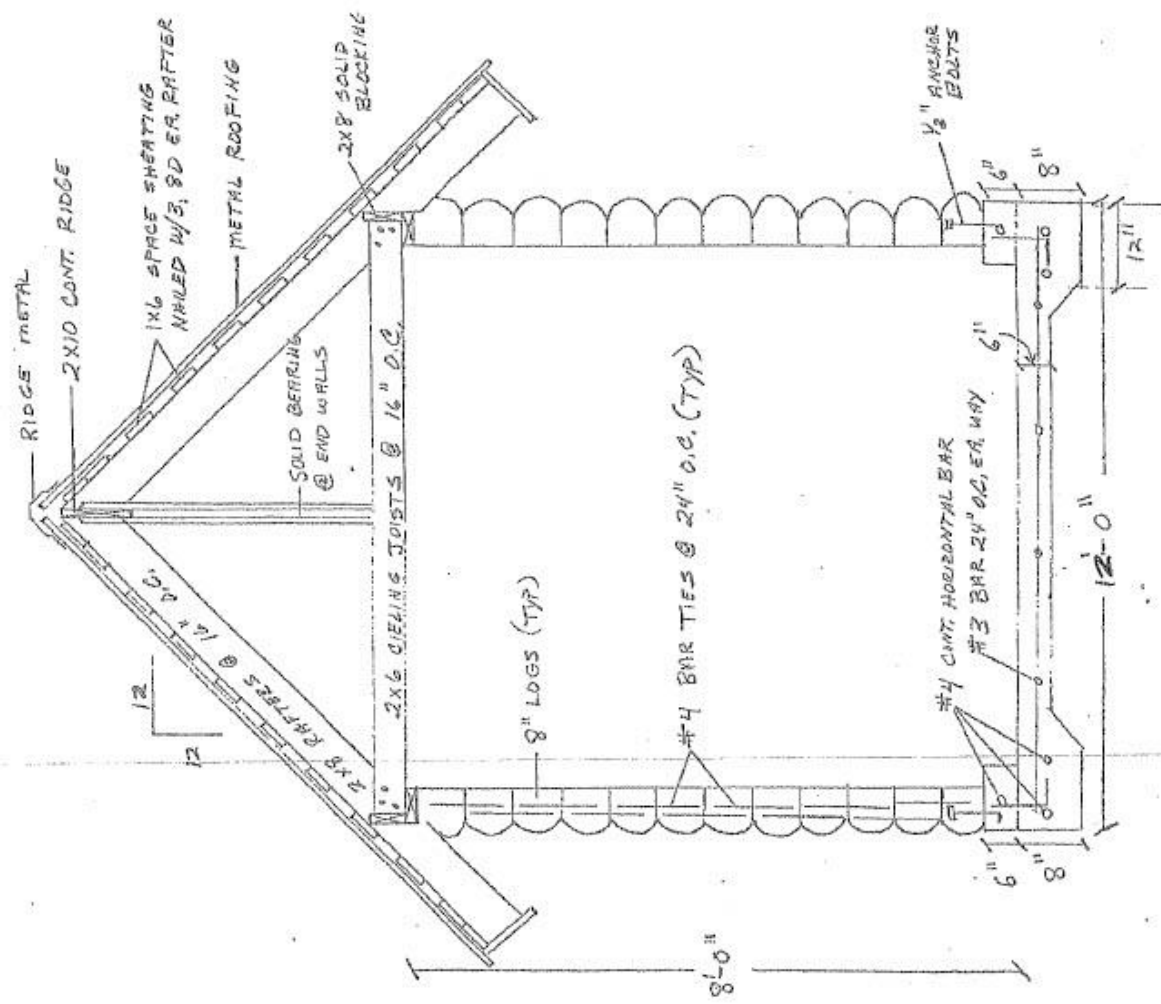 RIDGE METAL
2X10 CONT. RIDGE
1X6 SPACE SHEATING
NAILED W/3, 8D EA. RAFTER
METAL ROOFING
2X8 SOLID
BLOCKING
12
12
2X8 RAFTERS @ 16" O.C.
SOLID BEARING
@ END WALLS
2X6 CIELING JOISTS @ 16" O.C.
8" LOGS (TYP)
#4 BAR TIES @ 24" O.C. (TYP)
8'-0"
1/2" ANCHOR
BOLTS
6"
8"
12"
6"
#4 CONT. HORIZONTAL BAR
#3 BAR 24" O.C. EA. WAY
6"
8"
12'-0"